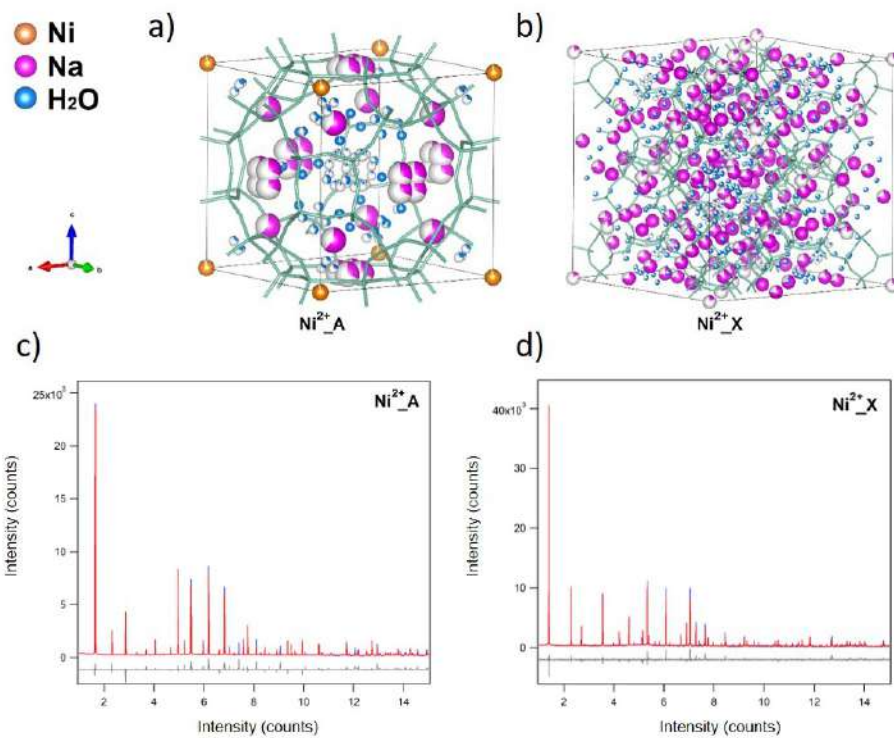 a)
b)
Ni
Na
H₂O
c
a
b
Ni²⁺_A
Ni²⁺_X
c)
d)
25x10³
20
15
10
5
0
2 4 6 8 10 12 14
Intensity (counts)
Intensity (counts)
Ni²⁺_A
40x10³
30
20
10
0
2 4 6 8 10 12 14
Intensity (counts)
Intensity (counts)
Ni²⁺_X